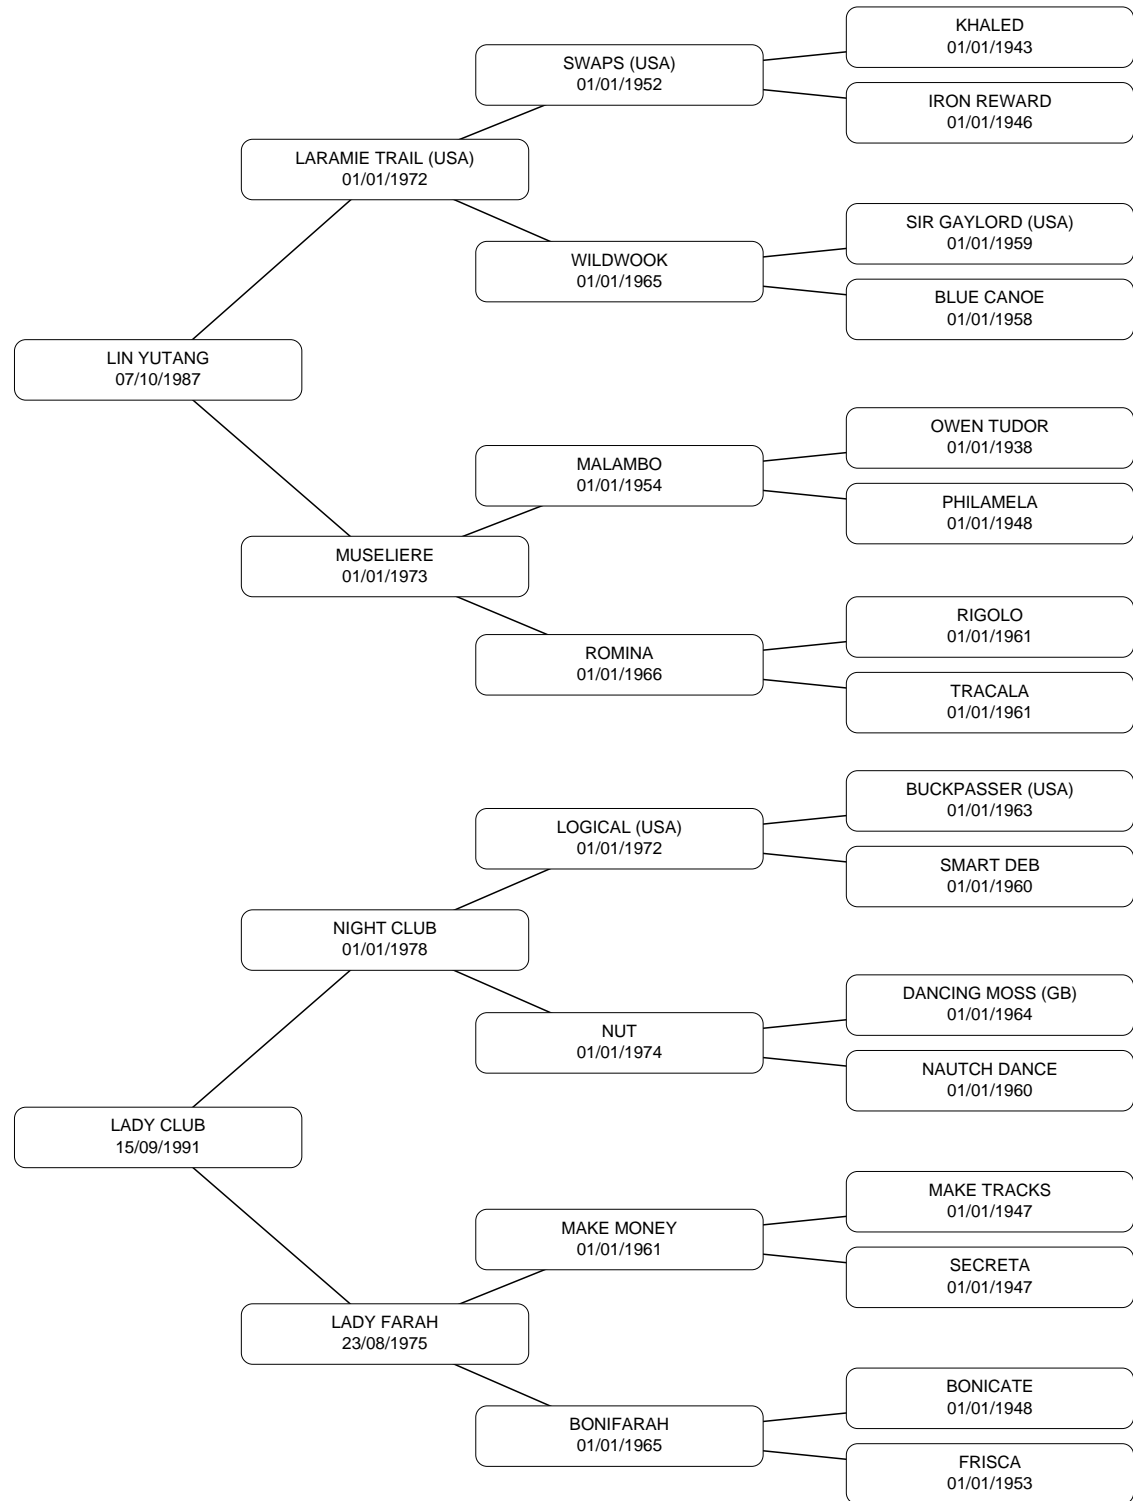 KHALED
01/01/1943
SWAPS (USA)
01/01/1952
IRON REWARD
01/01/1946
LARAMIE TRAIL (USA)
01/01/1972
SIR GAYLORD (USA)
01/01/1959
WILDWOOK
01/01/1965
BLUE CANOE
01/01/1958
LIN YUTANG
07/10/1987
OWEN TUDOR
01/01/1938
MALAMBO
01/01/1954
PHILAMELA
01/01/1948
MUSELIERE
01/01/1973
RIGOLO
01/01/1961
ROMINA
01/01/1966
TRACALA
01/01/1961
BUCKPASSER (USA)
01/01/1963
LOGICAL (USA)
01/01/1972
SMART DEB
01/01/1960
NIGHT CLUB
01/01/1978
DANCING MOSS (GB)
01/01/1964
NUT
01/01/1974
NAUTCH DANCE
01/01/1960
LADY CLUB
15/09/1991
MAKE TRACKS
01/01/1947
MAKE MONEY
01/01/1961
SECRETA
01/01/1947
LADY FARAH
23/08/1975
BONICATE
01/01/1948
BONIFARAH
01/01/1965
FRISCA
01/01/1953